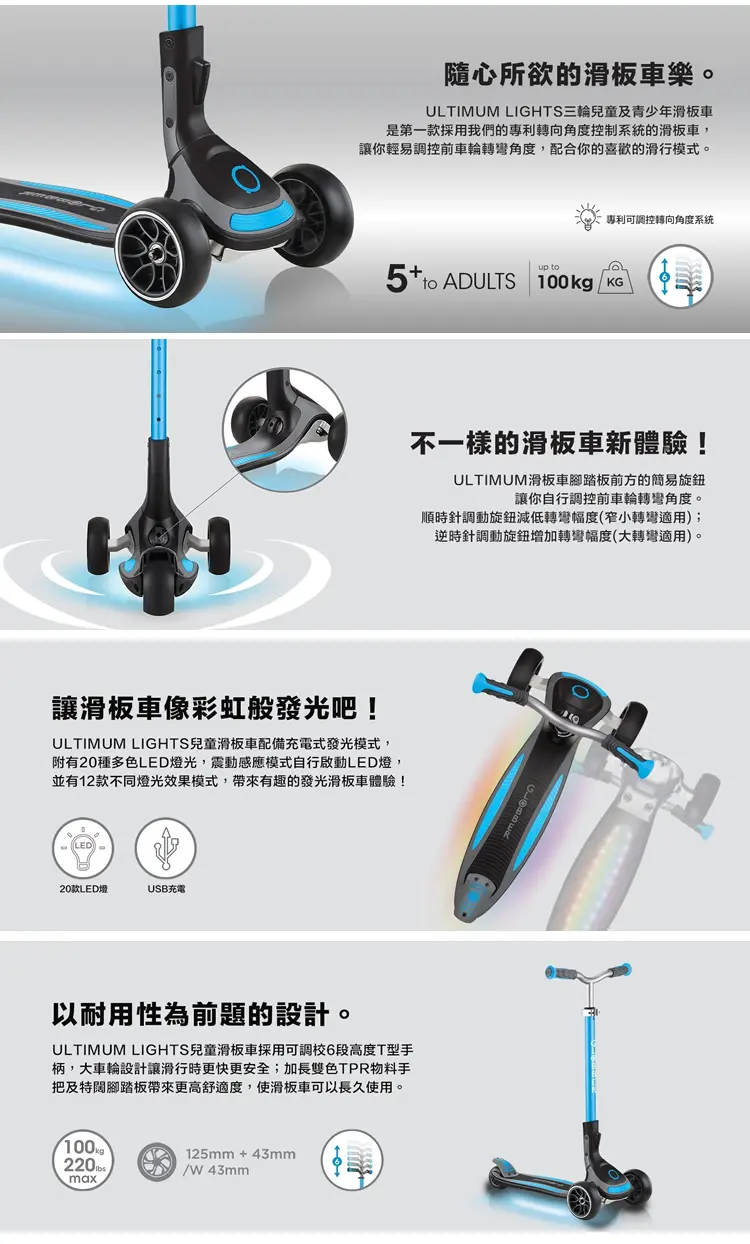 隨心所欲的滑板車樂。
ULTIMUM LIGHTS三輪兒童及青少年滑板車
是第一款採用我們的專利轉向角度控制系統的滑板車，
讓你輕易調控前車輪轉彎角度，配合你的喜歡的滑行模式。
專利可調控轉向角度系統
5+to ADULTS
up to
100kg
KG
6
GLOBBER
不一樣的滑板車新體驗！
ULTIMUM滑板車腳踏板前方的簡易旋鈕
讓你自行調控前車輪轉彎角度。
順時針調動旋鈕減低轉彎幅度(窄小轉彎適用)；
逆時針調動旋鈕增加轉彎幅度(大轉彎適用)。
讓滑板車像彩虹般發光吧！
ULTIMUM LIGHTS兒童滑板車配備充電式發光模式，
附有20種多色LED燈光，震動感應模式自行啟動LED燈，
並有12款不同燈光效果模式，帶來有趣的發光滑板車體驗！
LED
20款LED燈
USB充電
GLOBBER
以耐用性為前題的設計。
ULTIMUM LIGHTS兒童滑板車採用可調校6段高度T型手
柄，大車輪設計讓滑行時更快更安全；加長雙色TPR物料手
把及特闊腳踏板帶來更高舒適度，使滑板車可以長久使用。
100kg
220lbs
max
125mm + 43mm
/W 43mm
6
GLOBBER